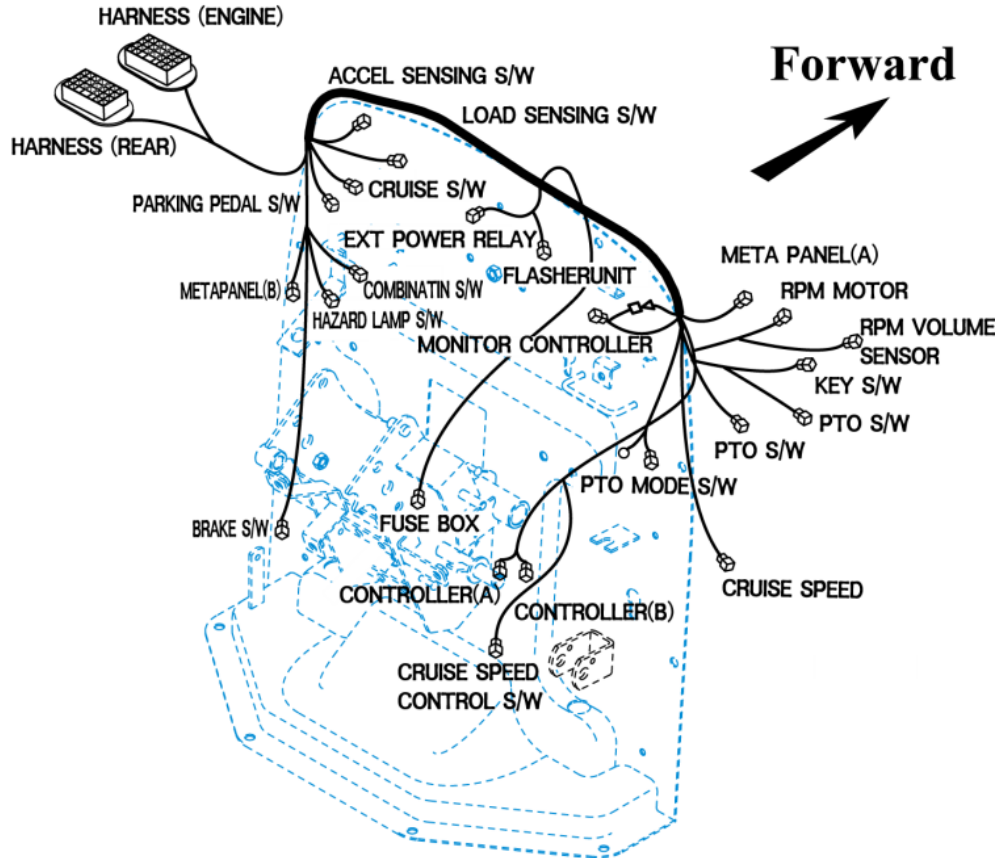 HARNESS (ENGINE)
Forward
ACCEL SENSING S/W
LOAD SENSING S/W
HARNESS (REAR)
CRUISE S/W
PARKING PEDAL S/W
EXT POWER RELAY
META PANEL(A)
FLASHERUNIT
METAPANEL(B)
COMBINATIN S/W
RPM MOTOR
HAZARD LAMP S/W
RPM VOLUME
SENSOR
MONITOR CONTROLLER
KEY S/W
PTO S/W
PTO S/W
PTO MODE S/W
FUSE BOX
BRAKE S/W
CRUISE SPEED
CONTROLLER(A)
CONTROLLER(B)
CRUISE SPEED
CONTROL S/W